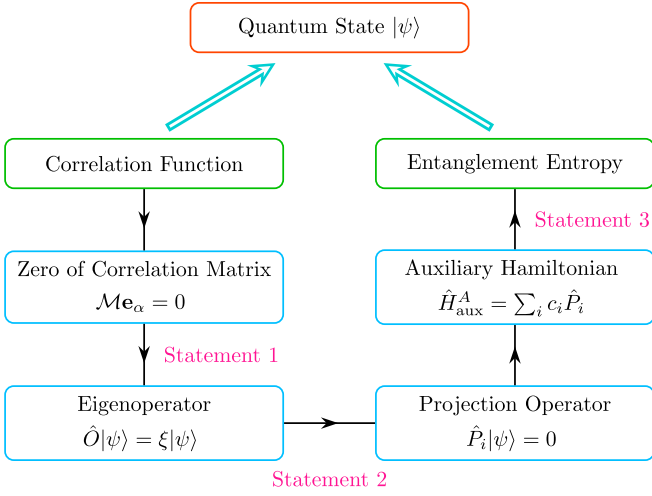 Quantum State |ψ⟩
Correlation Function
Entanglement Entropy
Statement 3
Zero of Correlation Matrix
ℳ𝐞α = 0
Auxiliary Hamiltonian
Ĥ^A_aux = ∑_i c_i P̂_i
Statement 1
Eigenoperator
Ô|ψ⟩ = ξ|ψ⟩
Projection Operator
P̂_i|ψ⟩ = 0
Statement 2